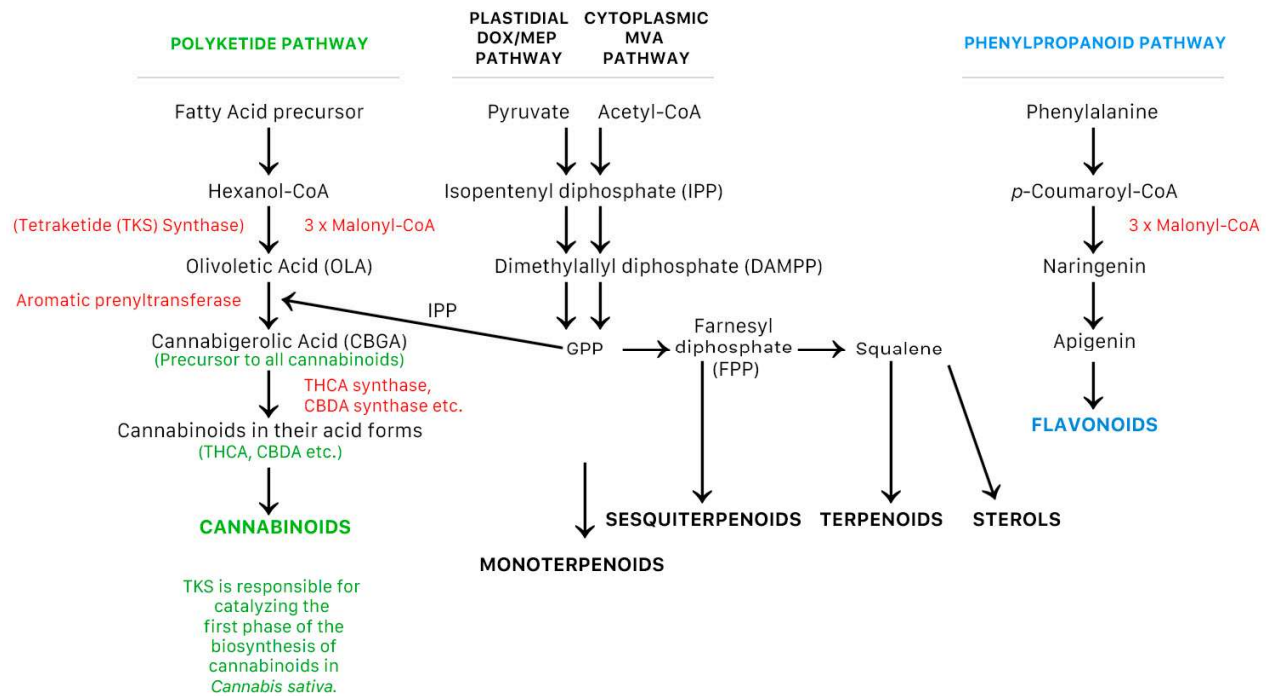 POLYKETIDE PATHWAY
Fatty Acid precursor
Hexanol-CoA
(Tetraketide (TKS) Synthase)
3 x Malonyl-CoA
Olivoletic Acid (OLA)
Aromatic prenyltransferase
Cannabigerolic Acid (CBGA)
(Precursor to all cannabinoids)
THCA synthase,
CBDA synthase etc.
Cannabinoids in their acid forms
(THCA, CBDA etc.)
CANNABINOIDS
TKS is responsible for
catalyzing the
first phase of the
biosynthesis of
cannabinoids in
Cannabis sativa.
PLASTIDIAL
DOX/MEP
PATHWAY
CYTOPLASMIC
MVA
PATHWAY
Pyruvate
Acetyl-CoA
Isopentenyl diphosphate (IPP)
Dimethylallyl diphosphate (DAMPP)
IPP
GPP
Farnesyl
diphosphate
(FPP)
Squalene
MONOTERPENOIDS
SESQUITERPENOIDS
TERPENOIDS
STEROLS
PHENYLPROPANOID PATHWAY
Phenylalanine
p-Coumaroyl-CoA
3 x Malonyl-CoA
Naringenin
Apigenin
FLAVONOIDS